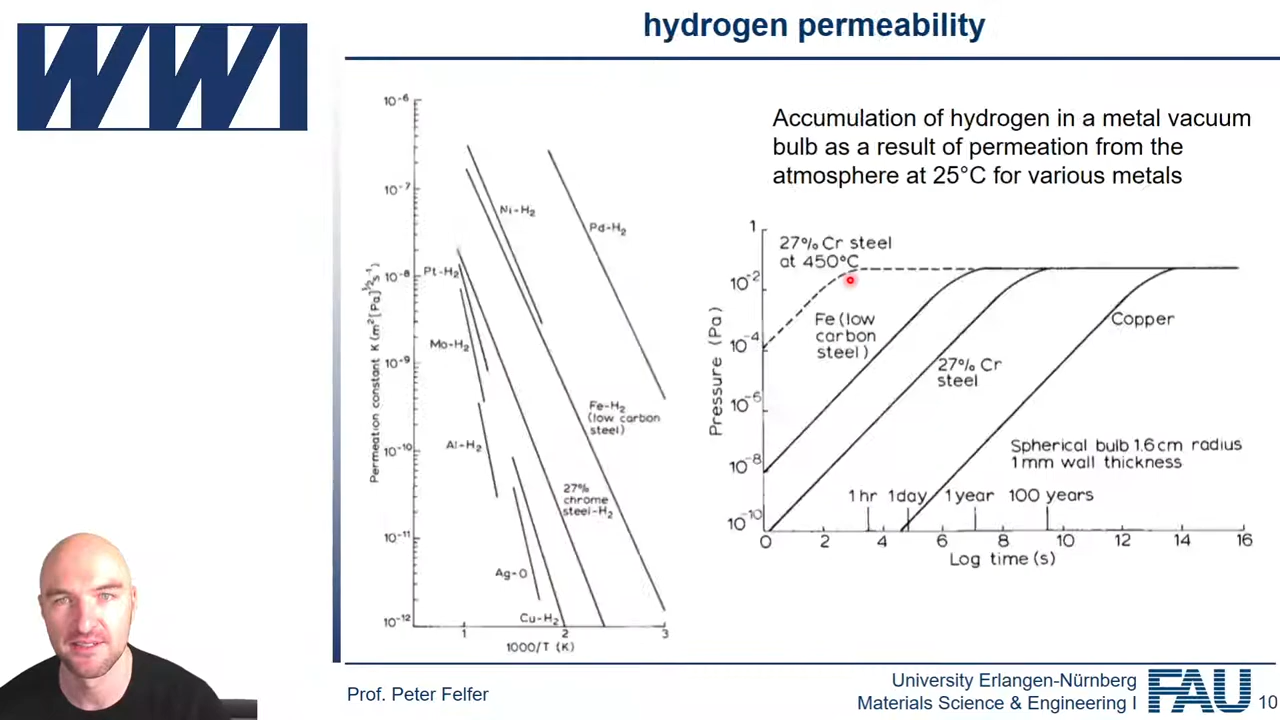 hydrogen permeability
WWI
Accumulation of hydrogen in a metal vacuum
bulb as a result of permeation from the
atmosphere at 25°C for various metals
Permeation constant K (m²[Pa]^½s⁻¹)
10⁻⁶
10⁻⁷
10⁻⁸
10⁻⁹
10⁻¹⁰
10⁻¹¹
10⁻¹²
Ni-H₂
Pd-H₂
Pt-H₂
Mo-H₂
Fe-H₂
(low carbon
steel)
Al-H₂
27%
chrome
steel-H₂
Ag-O
Cu-H₂
1 2 3
1000/T (K)
Pressure (Pa)
1
10⁻²
10⁻⁴
10⁻⁶
10⁻⁸
10⁻¹⁰
27% Cr steel
at 450°C
Fe (low
carbon
steel)
Copper
27% Cr
steel
Spherical bulb 1.6cm radius
1mm wall thickness
1hr 1day 1year 100 years
0 2 4 6 8 10 12 14 16
Log time (s)
Prof. Peter Felfer
University Erlangen-Nürnberg
Materials Science & Engineering I
FAU
10